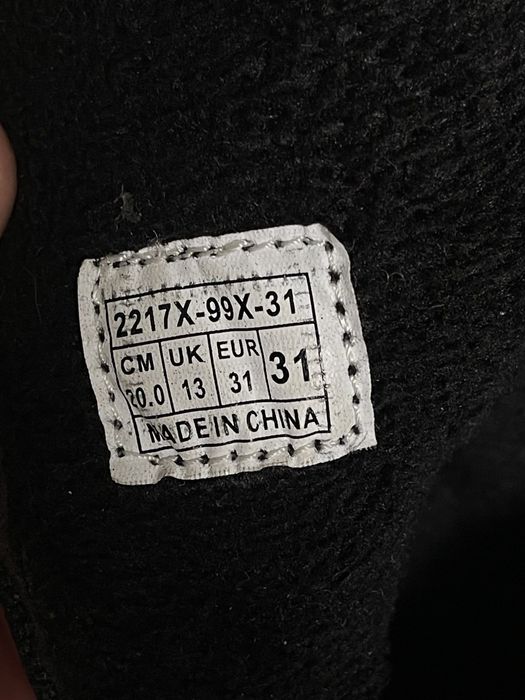 2217X-99X-31
CM UK EUR 31
20.0 13 31
MADE IN CHINA